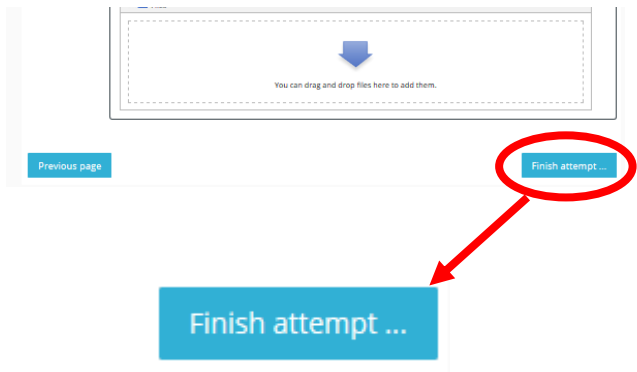 You can drag and drop files here to add them.
Previous page
Finish attempt ...
Finish attempt ...